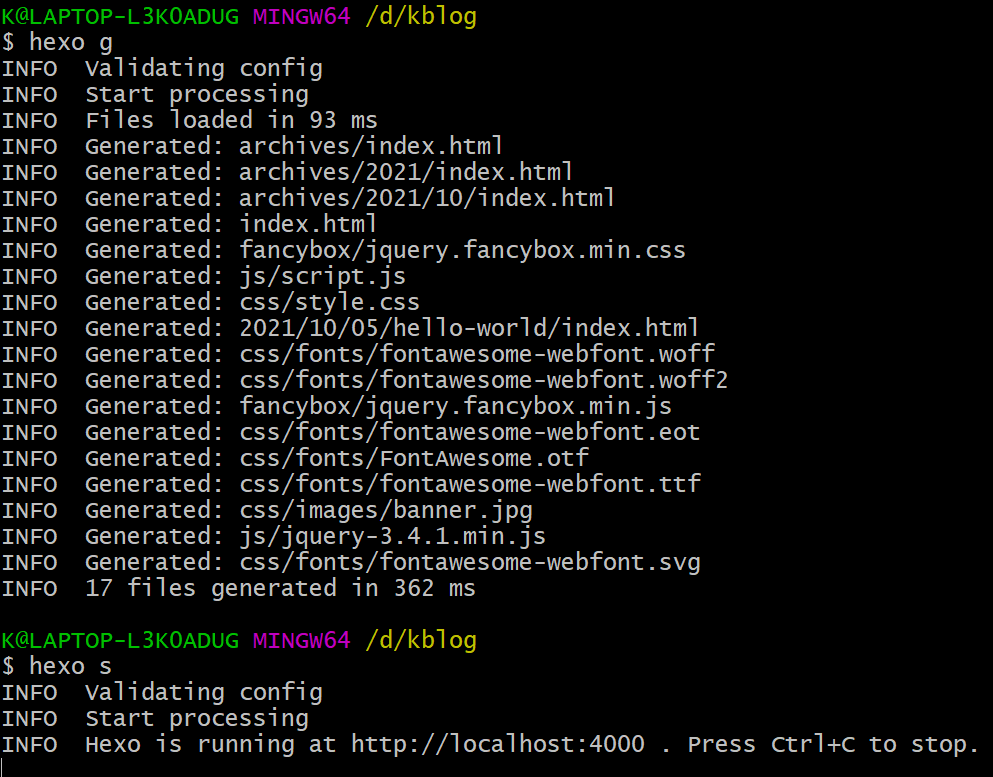 K@LAPTOP-L3K0ADUG MINGW64 /d/kblog
$ hexo g
INFO  Validating config
INFO  Start processing
INFO  Files loaded in 93 ms
INFO  Generated: archives/index.html
INFO  Generated: archives/2021/index.html
INFO  Generated: archives/2021/10/index.html
INFO  Generated: index.html
INFO  Generated: fancybox/jquery.fancybox.min.css
INFO  Generated: js/script.js
INFO  Generated: css/style.css
INFO  Generated: 2021/10/05/hello-world/index.html
INFO  Generated: css/fonts/fontawesome-webfont.woff
INFO  Generated: css/fonts/fontawesome-webfont.woff2
INFO  Generated: fancybox/jquery.fancybox.min.js
INFO  Generated: css/fonts/fontawesome-webfont.eot
INFO  Generated: css/fonts/FontAwesome.otf
INFO  Generated: css/fonts/fontawesome-webfont.ttf
INFO  Generated: css/images/banner.jpg
INFO  Generated: js/jquery-3.4.1.min.js
INFO  Generated: css/fonts/fontawesome-webfont.svg
INFO  17 files generated in 362 ms
K@LAPTOP-L3K0ADUG MINGW64 /d/kblog
$ hexo s
INFO  Validating config
INFO  Start processing
INFO  Hexo is running at http://localhost:4000 . Press Ctrl+C to stop.